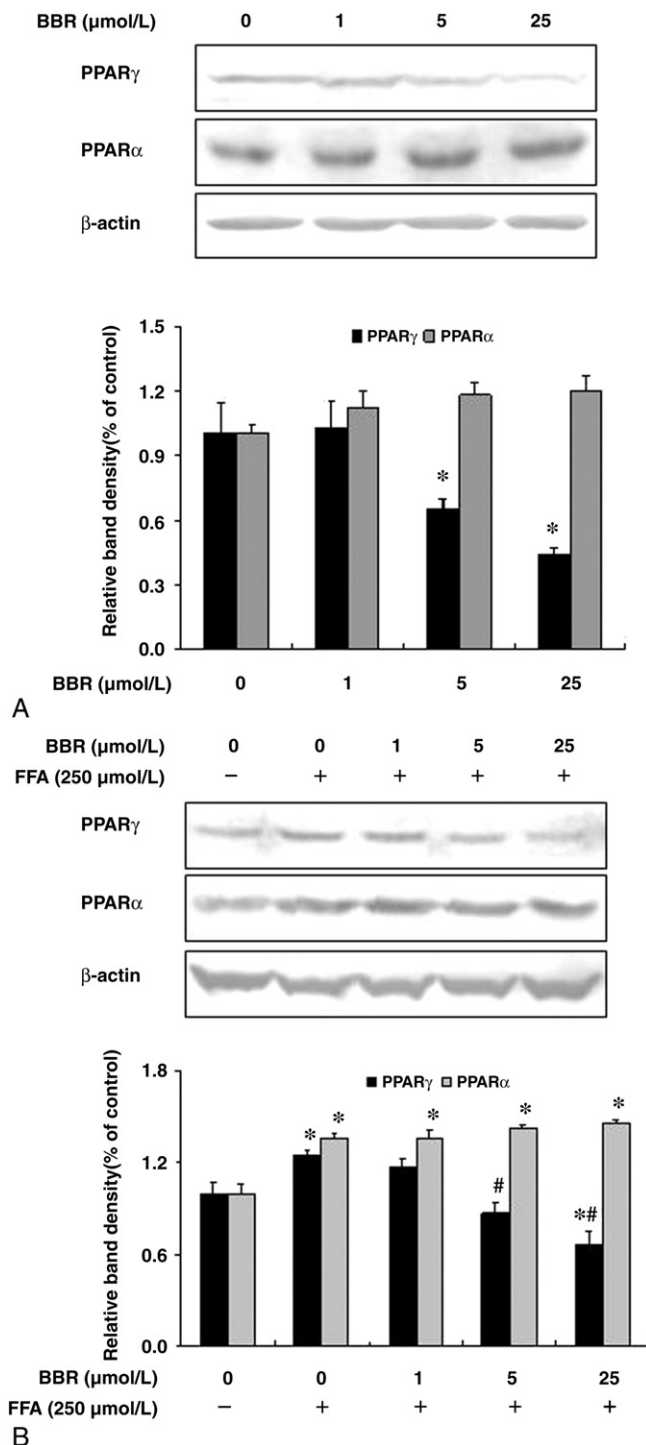 BBR (μmol/L) 0 1 5 25
PPARγ
PPARα
β-actin
Relative band density(% of control)
1.5
1.2
0.9
0.6
0.3
0.0
PPARγ PPARα
*
*
BBR (μmol/L) 0 1 5 25
A
BBR (μmol/L) 0 0 1 5 25
FFA (250 μmol/L) − + + + +
PPARγ
PPARα
β-actin
Relative band density(% of control)
1.8
1.2
0.6
0.0
PPARγ PPARα
* * * # * *# *
BBR (μmol/L) 0 0 1 5 25
FFA (250 μmol/L) − + + + +
B